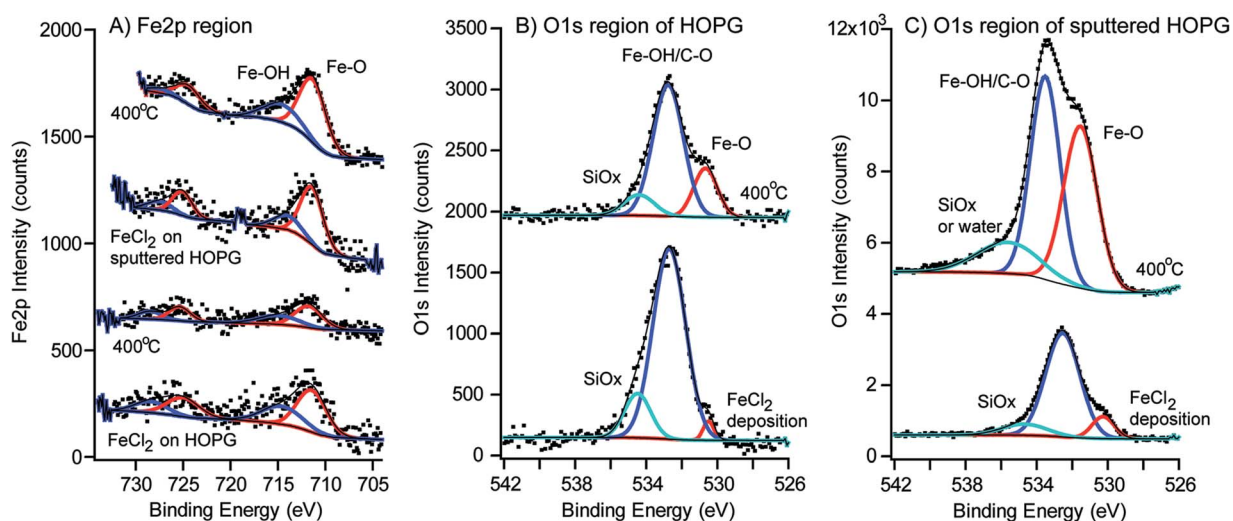 A) Fe2p region
Fe2p Intensity (counts)
2000
1500
1000
500
0
Fe-OH
Fe-O
400°C
FeCl2 on
sputtered HOPG
400°C
FeCl2 on HOPG
730 725 720 715 710 705
Binding Energy (eV)
B) O1s region of HOPG
O1s Intensity (counts)
3500
3000
2500
2000
1500
1000
500
0
Fe-OH/C-O
Fe-O
SiOx
400°C
SiOx
FeCl2
deposition
542 538 534 530 526
Binding Energy (eV)
C) O1s region of sputtered HOPG
O1s Intensity (counts)
12x10³
10
8
6
4
2
0
Fe-OH/C-O
Fe-O
SiOx
or water
400°C
SiOx
FeCl2
deposition
542 538 534 530 526
Binding Energy (eV)